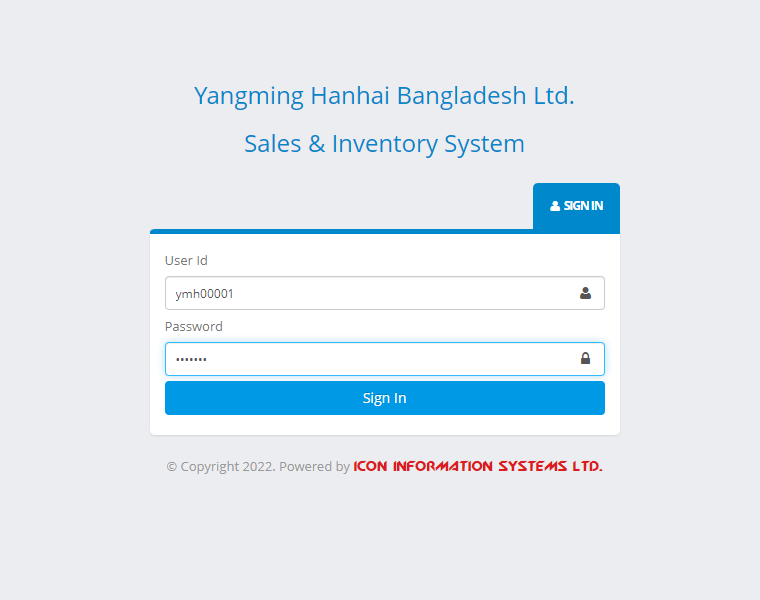 Yangming Hanhai Bangladesh Ltd.
Sales & Inventory System
SIGN IN
User Id
ymh00001
Password
•••••••
Sign In
© Copyright 2022. Powered by ICON INFORMATION SYSTEMS LTD.